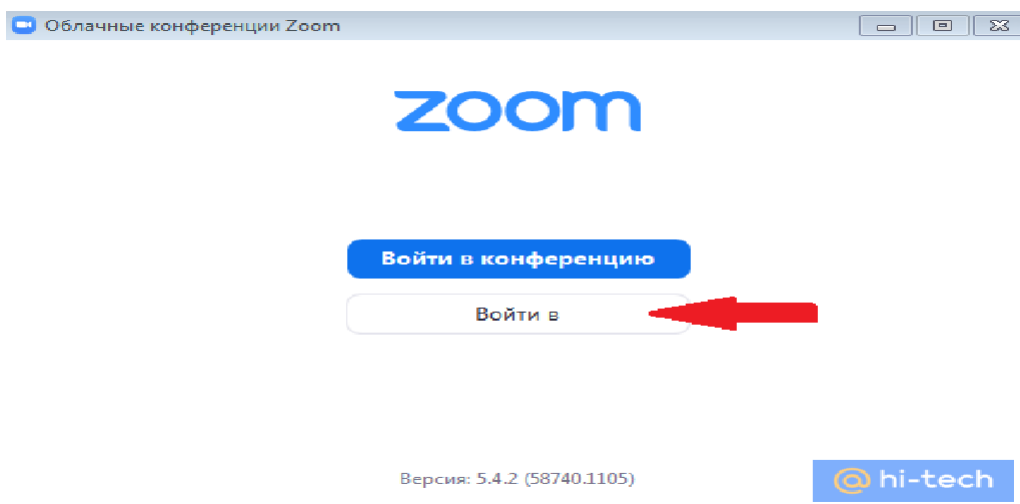 Облачные конференции Zoom
zoom
Войти в конференцию
Войти в
Версия: 5.4.2 (58740.1105)
@ hi-tech